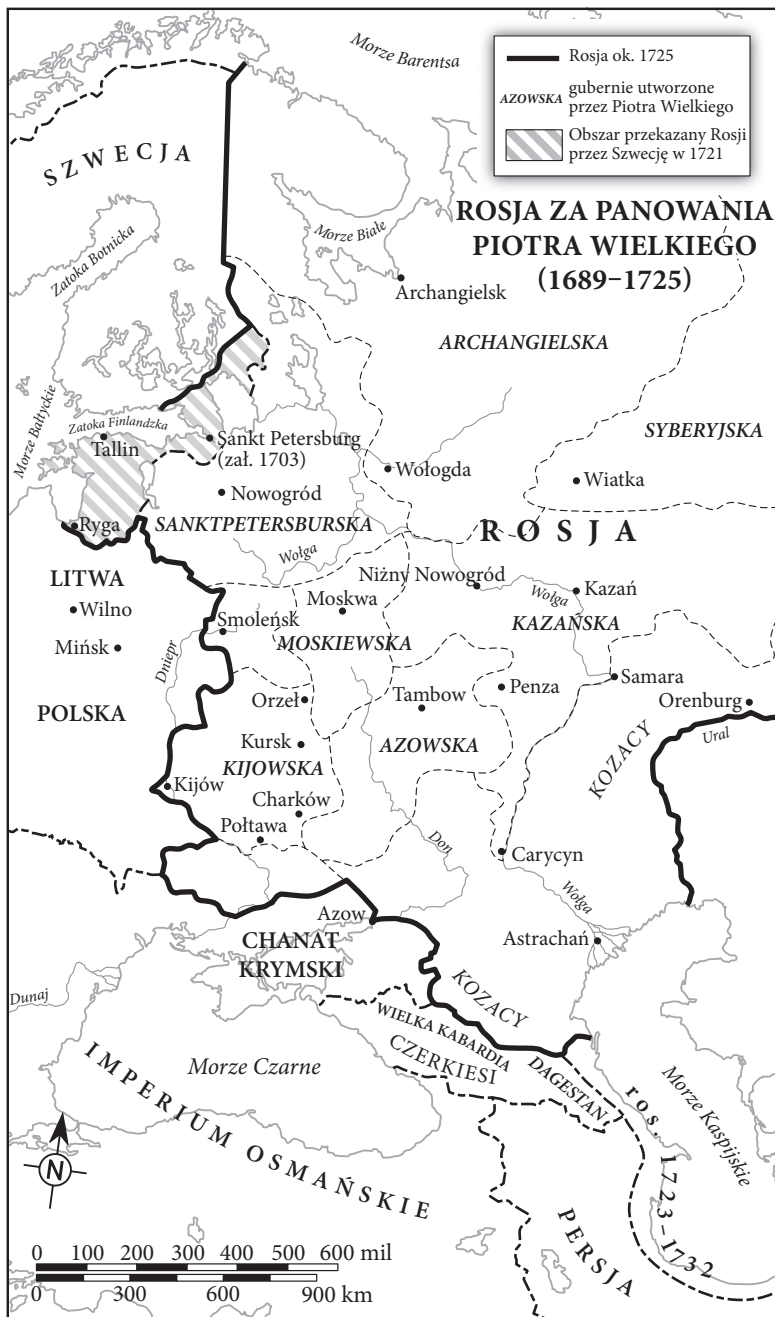 Morze Barentsa
Rosja ok. 1725
AZOWSKA
gubernie utworzone
przez Piotra Wielkiego
Obszar przekazany Rosji
przez Szwecję w 1721
SZWECJA
ROSJA ZA PANOWANIA
PIOTRA WIELKIEGO
(1689–1725)
Zatoka Botnicka
Morze Białe
Archangielsk
ARCHANGIELSKA
Morze Bałtyckie
Zatoka Finlandzka
Tallin
Sankt Petersburg
(zał. 1703)
SYBERYJSKA
Wołogda
Wiatka
Nowogród
Ryga
SANKTPETERSBURSKA
ROSJA
Wołga
LITWA
Niżny Nowogród
Wilno
Moskwa
Wołga
Kazań
Smoleńsk
KAZAŃSKA
Mińsk
Dniepr
MOSKIEWSKA
Samara
POLSKA
Orzeł
Tambow
Penza
Orenburg
Kursk
AZOWSKA
KOZACY
Ural
KIJOWSKA
Kijów
Charków
Połtawa
Don
Carycyn
Wołga
Azow
Astrachań
CHANAT
KRYMSKI
Dunaj
KOZACY
WIELKA KABARDIA
CZERKIESI
DAGESTAN
Morze Czarne
IMPERIUM OSMAŃSKIE
ros. 1723–1732
Morze Kaspijskie
PERSJA
N
0 100 200 300 400 500 600 mil
0 300 600 900 km